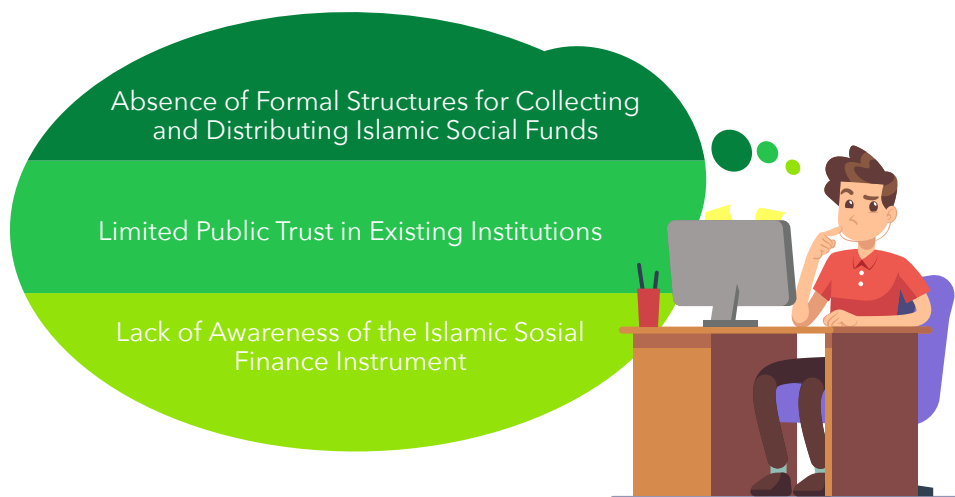 Absence of Formal Structures for Collecting
and Distributing Islamic Social Funds
Limited Public Trust in Existing Institutions
Lack of Awareness of the Islamic Sosial
Finance Instrument